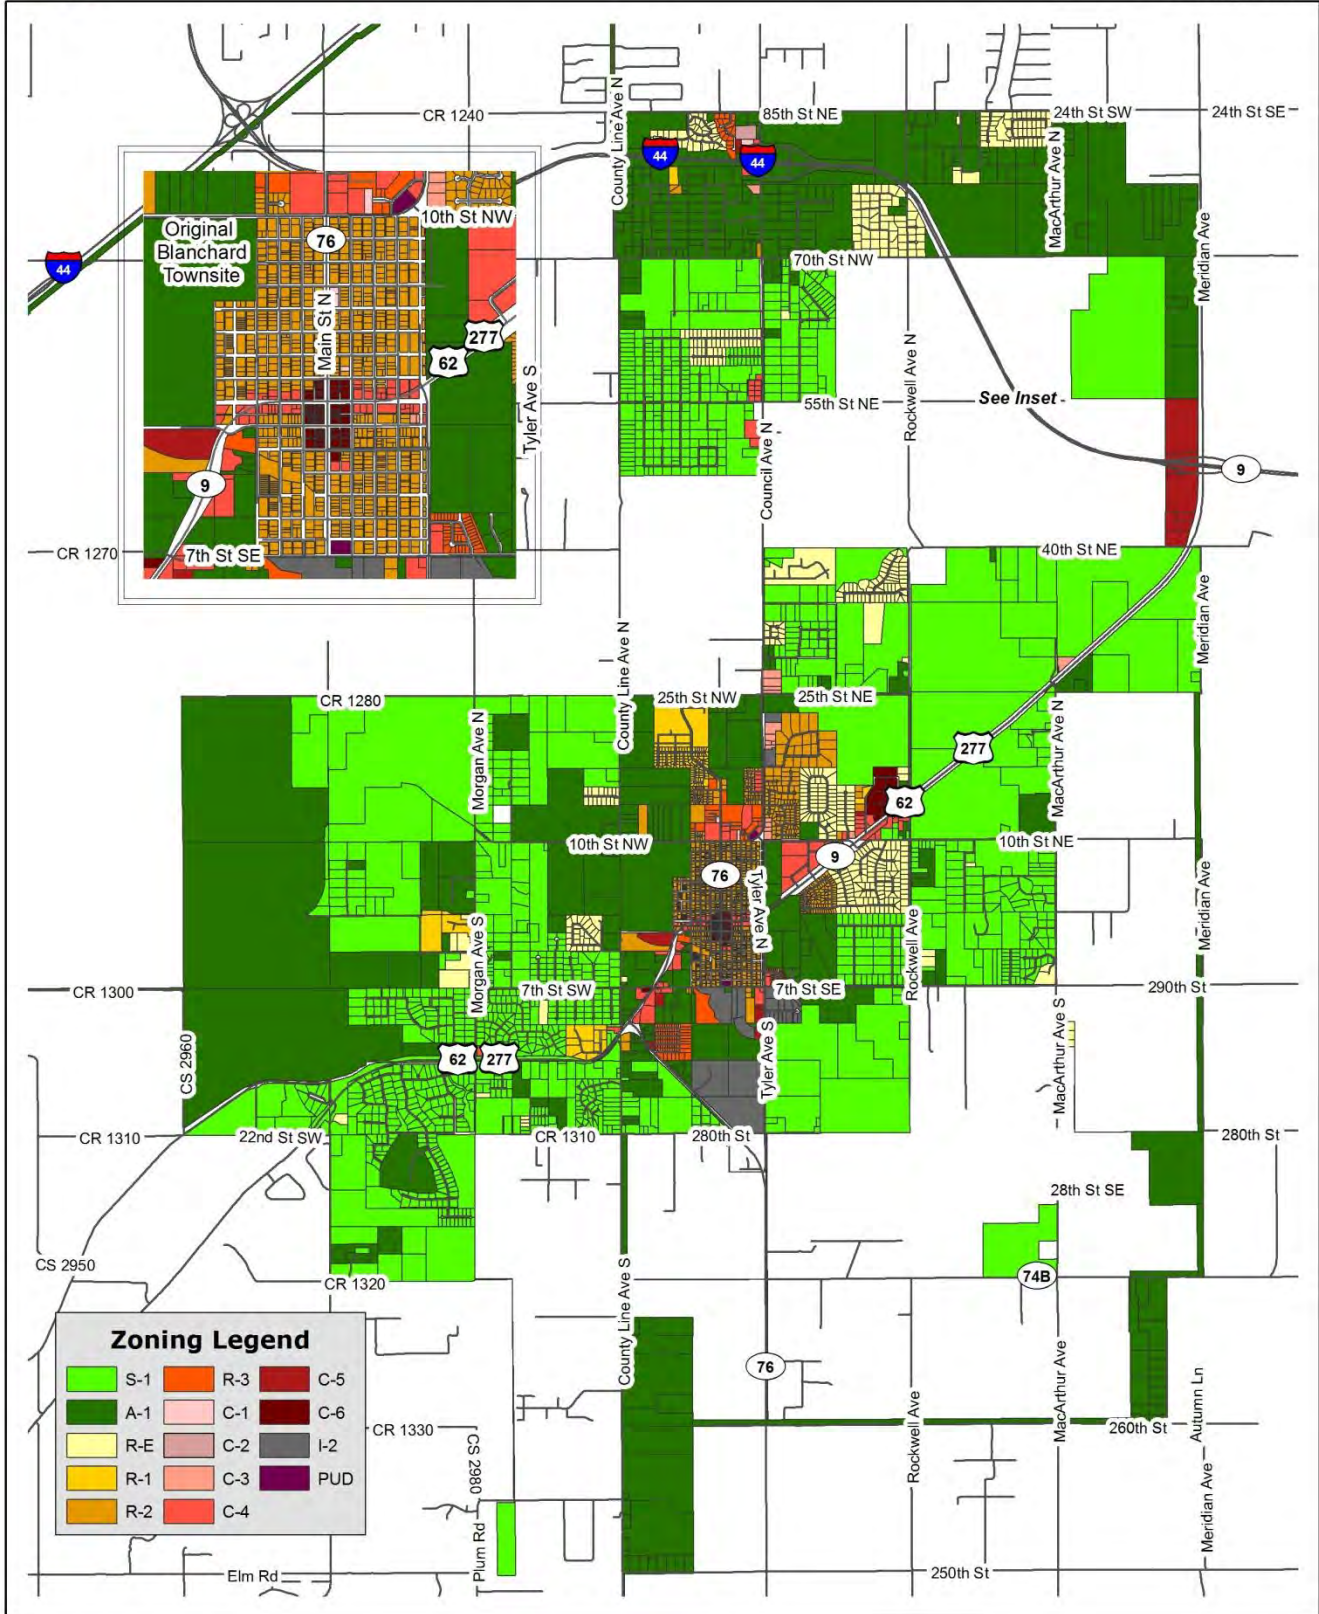 CR 1240
85th St NE
24th St SW
24th St SE
County Line Ave N
44
44
MacArthur Ave N
10th St NW
Original
Blanchard
Townsite
76
44
Main St N
70th St NW
Meridian Ave
277
62
Tyler Ave S
Rockwell Ave N
55th St NE
See Inset
9
9
Council Ave N
CR 1270
7th St SE
40th St NE
Meridian Ave
CR 1280
25th St NW
25th St NE
Morgan Ave N
County Line Ave N
MacArthur Ave N
277
62
10th St NW
10th St NE
9
76
Tyler Ave N
Meridian Ave
Morgan Ave S
Rockwell Ave
CR 1300
7th St SW
7th St SE
290th St
CS 2960
62
277
Tyler Ave S
MacArthur Ave S
CR 1310
22nd St SW
CR 1310
280th St
280th St
28th St SE
CS 2950
CR 1320
74B
County Line Ave S
Zoning Legend
S-1
R-3
C-5
A-1
C-1
C-6
R-E
C-2
I-2
R-1
C-3
PUD
R-2
C-4
76
CR 1330
CS 2980
Rockwell Ave
MacArthur Ave
Autumn Ln
260th St
Plum Rd
Meridian Ave
Elm Rd
250th St